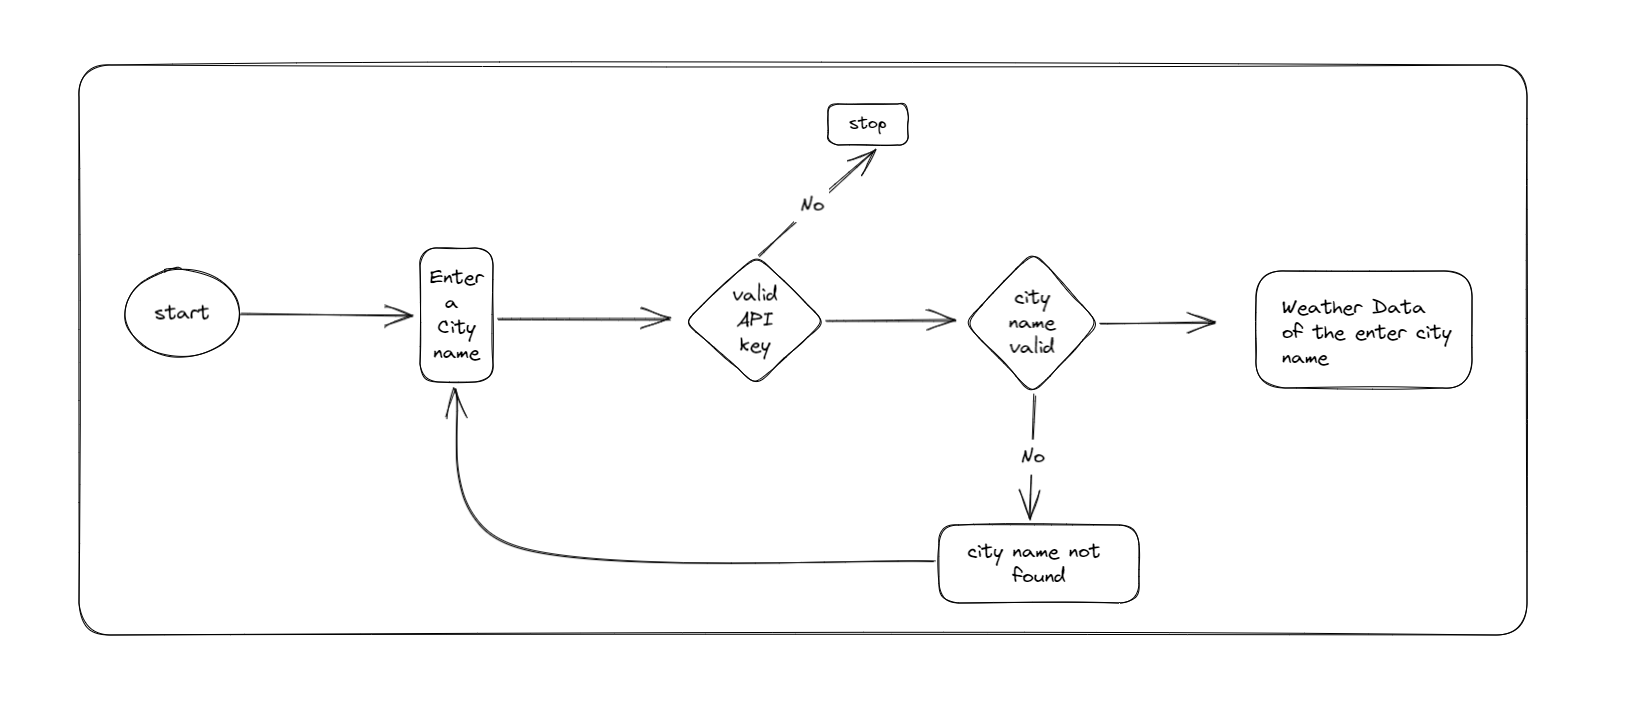 stop
No
start
Enter
a
City
name
valid
API
key
city
name
valid
Weather Data
of the enter city
name
No
city name not
found